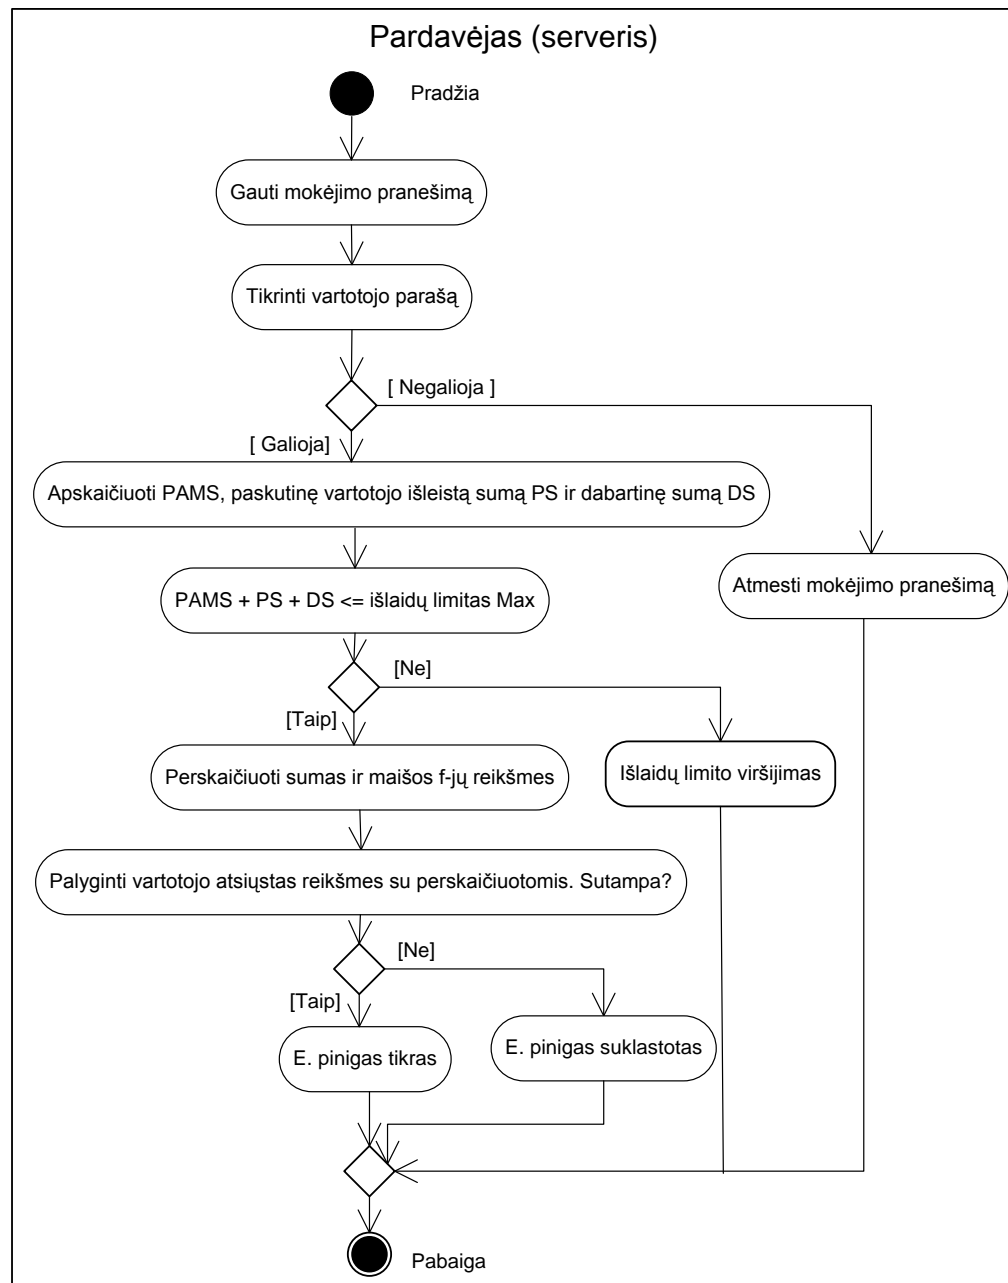 Pardavėjas (serveris)
Pradžia
Gauti mokėjimo pranešimą
Tikrinti vartotojo parašą
[ Negalioja ]
[ Galioja]
Apskaičiuoti PAMS, paskutinę vartotojo išleistą sumą PS ir dabartinę sumą DS
Atmesti mokėjimo pranešimą
PAMS + PS + DS <= išlaidų limitas Max
[Ne]
[Taip]
Perskaičiuoti sumas ir maišos f-jų reikšmes
Išlaidų limito viršijimas
Palyginti vartotojo atsiųstas reikšmes su perskaičiuotomis. Sutampa?
[Ne]
[Taip]
E. pinigas tikras
E. pinigas suklastotas
Pabaiga